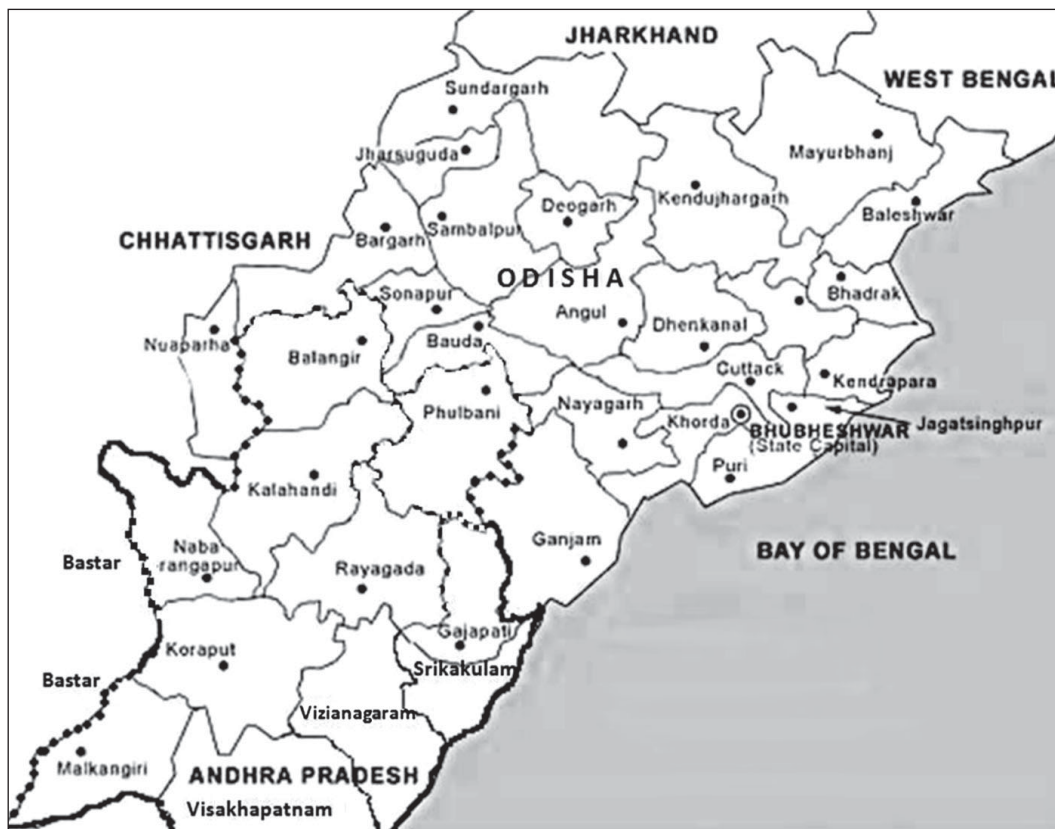 JHARKHAND
WEST BENGAL
Sundargarh
Mayurbhanj
Jharsuguda
Deogarh
Kendujhargarh
Baleshwar
Sambalpur
Bargarh
CHHATTISGARH
ODISHA
Sonapur
Bhadrak
Angul
Dhenkanal
Nuaparha
Balangir
Bauda
Cuttack
Kendrapara
Phulbani
Nayagarh
Khorda
BHUBHESHWAR
(State Capital)
Jagatsinghpur
Puri
Kalahandi
Ganjam
BAY OF BENGAL
Naba
-rangapur
Bastar
Rayagada
Gajapati
Koraput
Srikakulam
Bastar
Vizianagaram
Malkangiri
ANDHRA PRADESH
Visakhapatnam